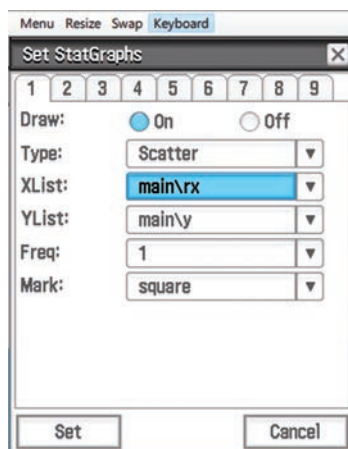 Menu Resize Swap Keyboard
Set StatGraphs
1 2 3 4 5 6 7 8 9
Draw: On Off
Type: Scatter
XList: main\rx
YList: main\y
Freq: 1
Mark: square
Set Cancel